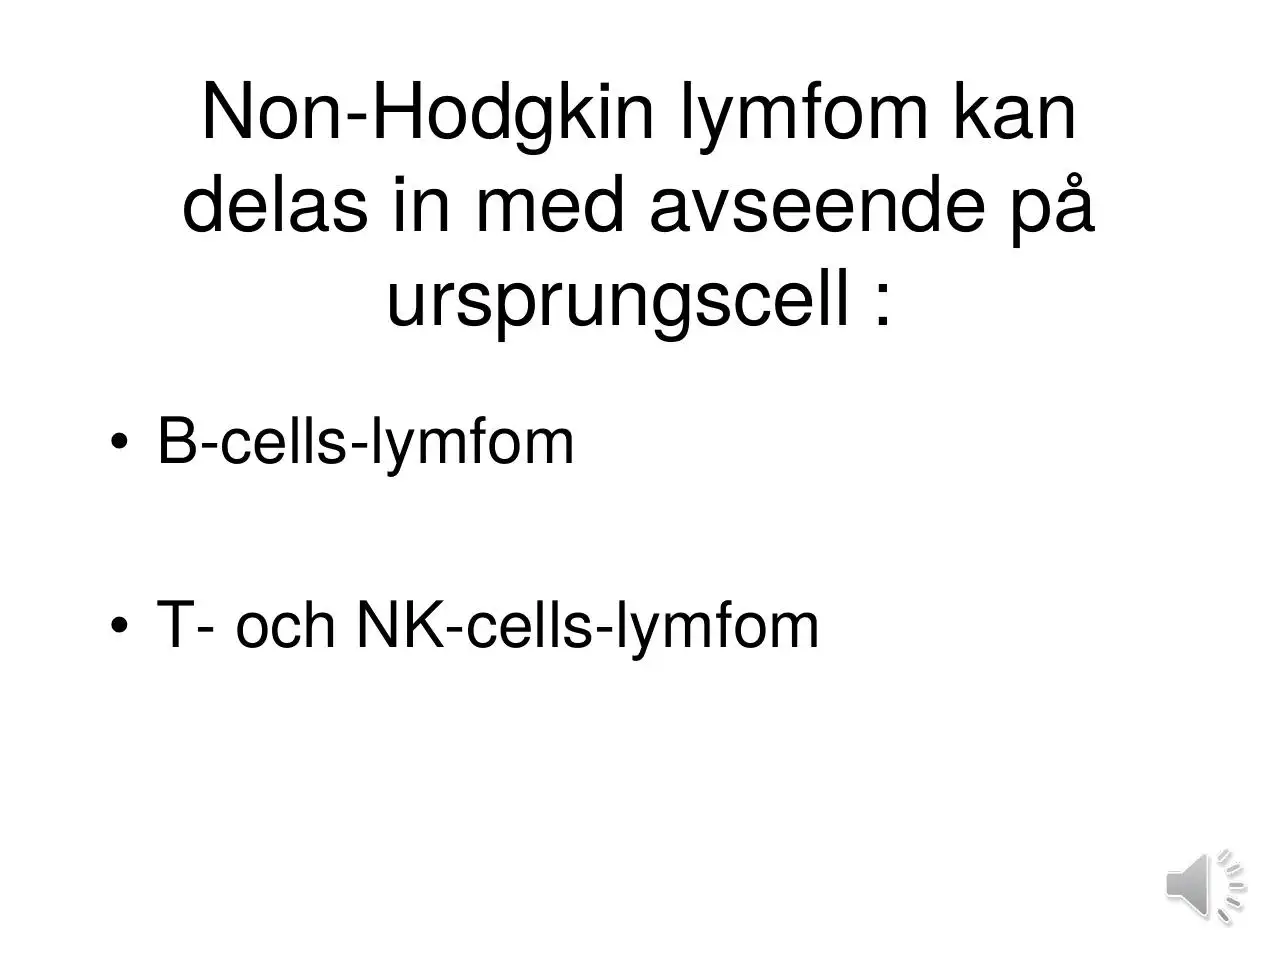 Non-Hodgkin lymfom kan
delas in med avseende på
ursprungscell :
• B-cells-lymfom
• T- och NK-cells-lymfom